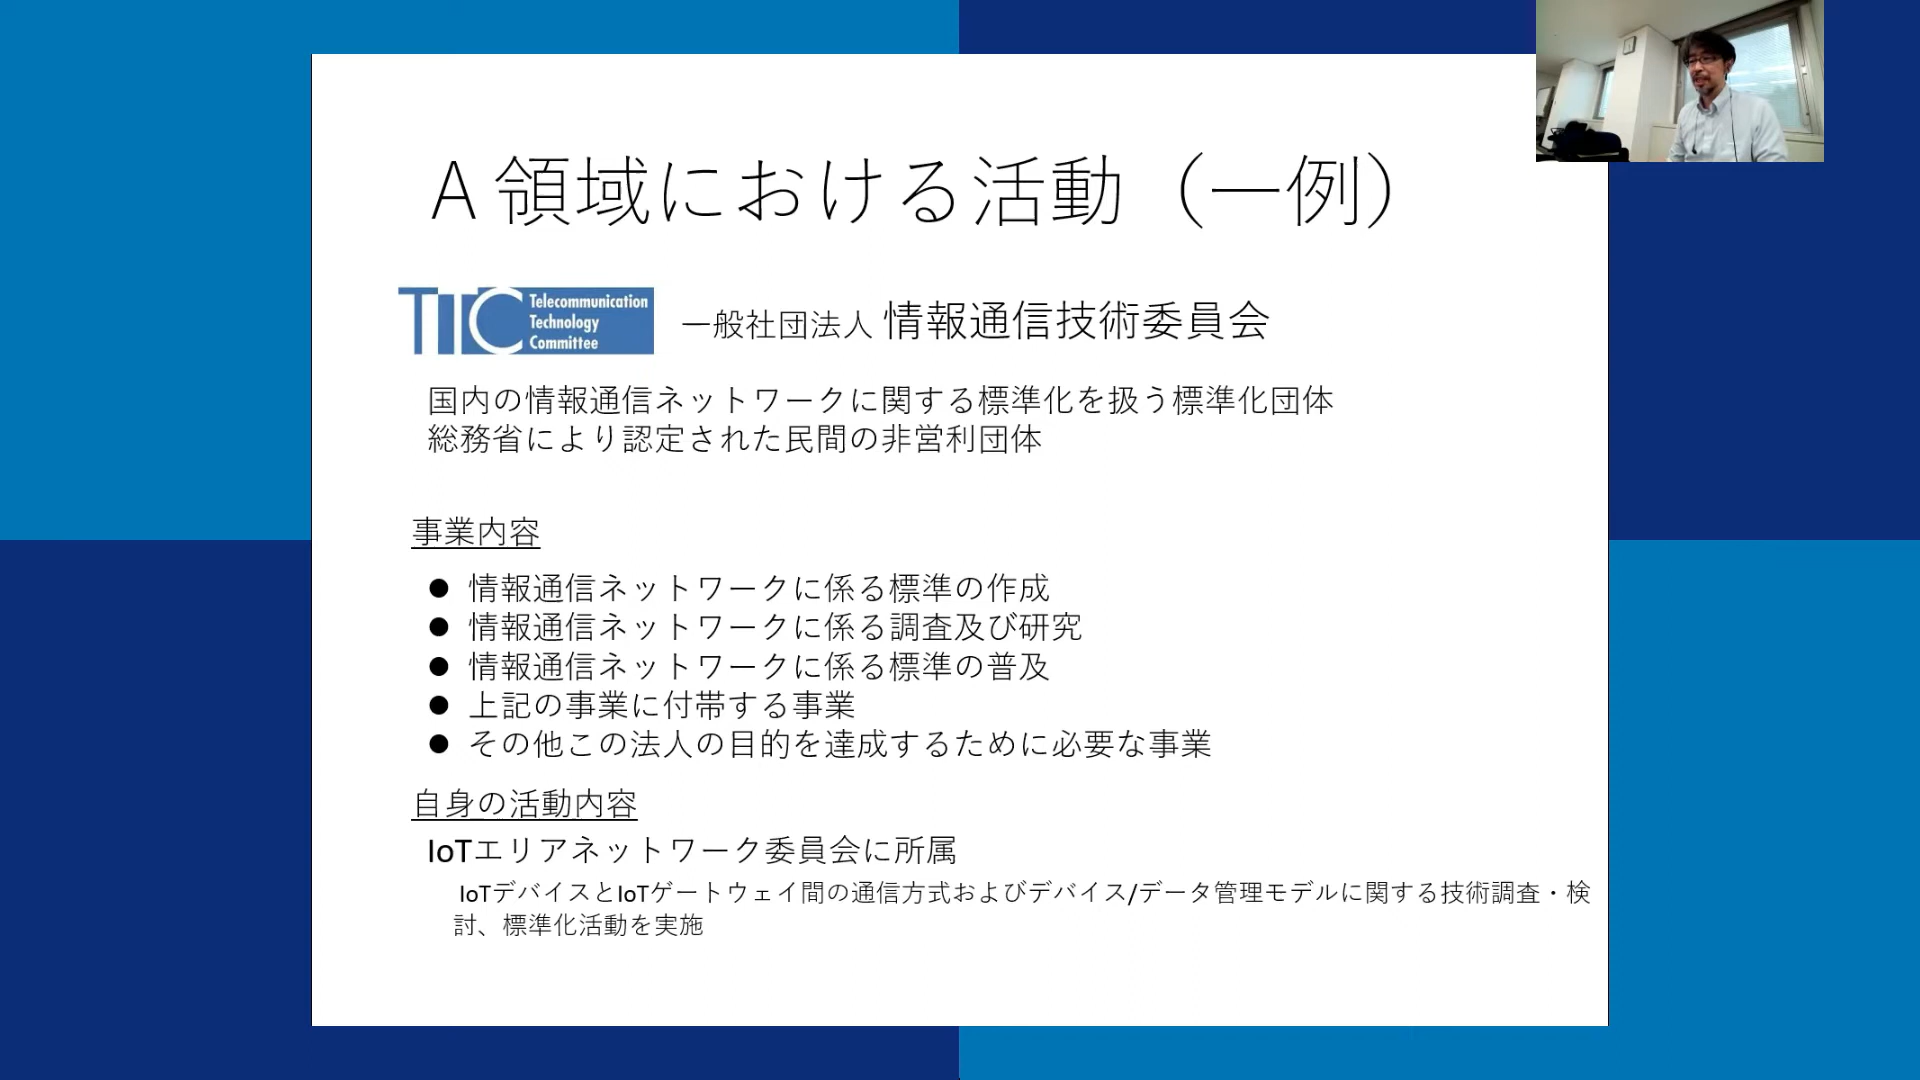 A領域における活動（一例）
TTC Telecommunication
Technology
Committee
一般社団法人 情報通信技術委員会
国内の情報通信ネットワークに関する標準化を扱う標準化団体
総務省により認定された民間の非営利団体
事業内容
● 情報通信ネットワークに係る標準の作成
● 情報通信ネットワークに係る調査及び研究
● 情報通信ネットワークに係る標準の普及
● 上記の事業に付帯する事業
● その他この法人の目的を達成するために必要な事業
自身の活動内容
IoTエリアネットワーク委員会に所属
IoTデバイスとIoTゲートウェイ間の通信方式およびデバイス/データ管理モデルに関する技術調査・検
討、標準化活動を実施